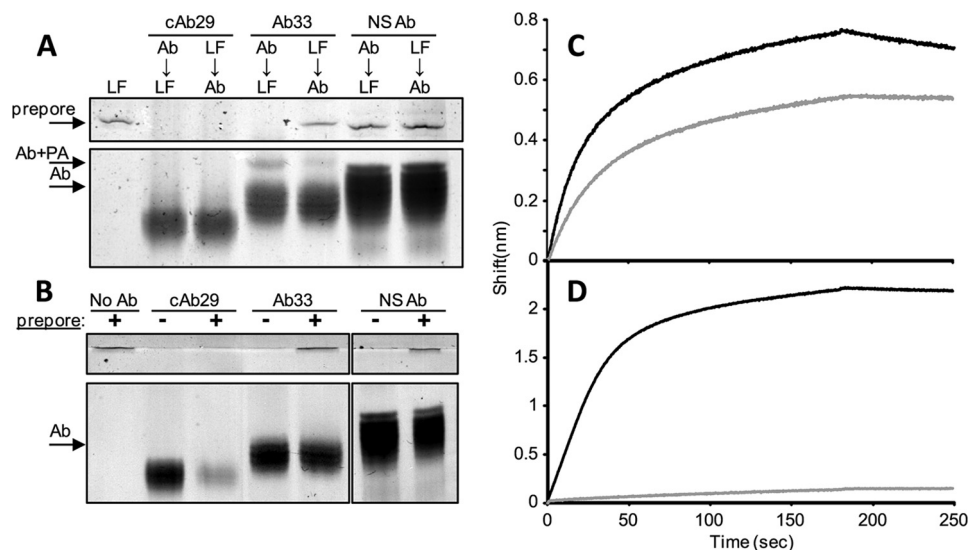 A
cAb29 Ab33 NS Ab
Ab LF Ab LF Ab LF
LF LF Ab LF Ab LF Ab
prepore
Ab+PA
Ab
B
No Ab cAb29 Ab33 NS Ab
prepore: + - + - + - +
Ab
C
0.8
0.6
0.4
0.2
0
Shift(nm)
D
2
1.5
1
0.5
0
0 50 100 150 200 250
Time (sec)